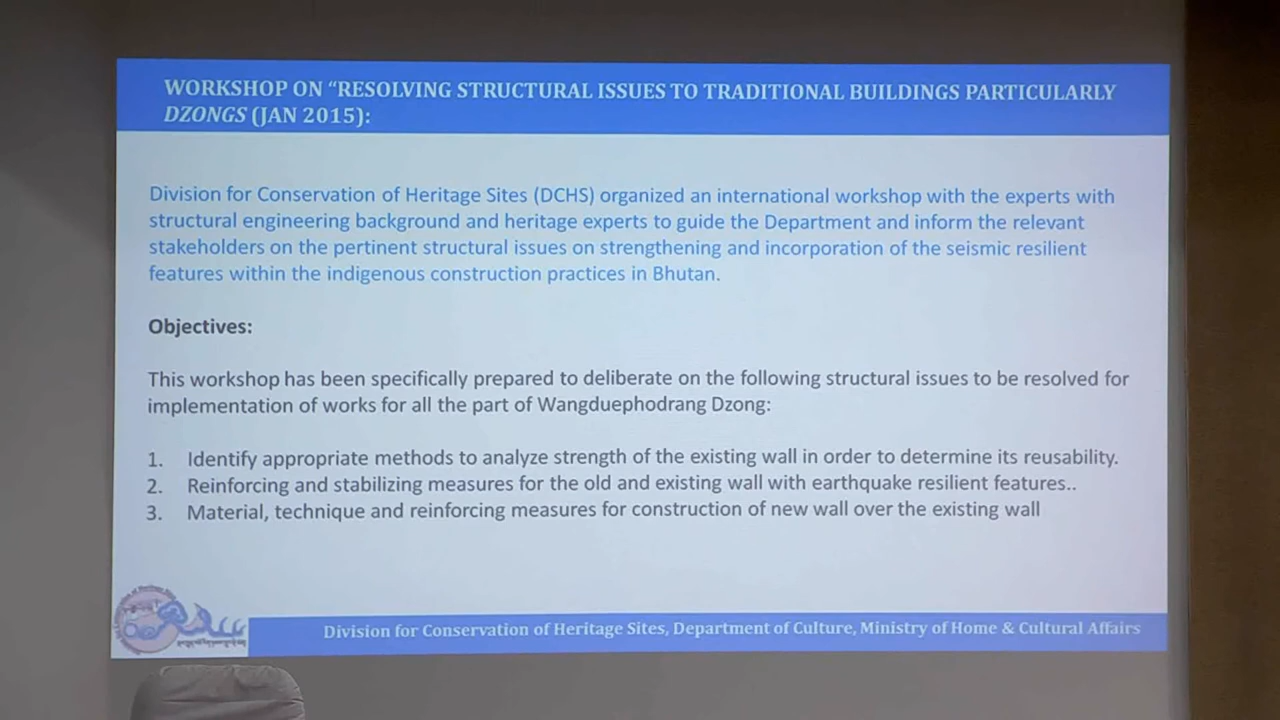 WORKSHOP ON “RESOLVING STRUCTURAL ISSUES TO TRADITIONAL BUILDINGS PARTICULARLY
DZONGS (JAN 2015):
Division for Conservation of Heritage Sites (DCHS) organized an international workshop with the experts with
structural engineering background and heritage experts to guide the Department and inform the relevant
stakeholders on the pertinent structural issues on strengthening and incorporation of the seismic resilient
features within the indigenous construction practices in Bhutan.
Objectives:
This workshop has been specifically prepared to deliberate on the following structural issues to be resolved for
implementation of works for all the part of Wangduephodrang Dzong:
1. Identify appropriate methods to analyze strength of the existing wall in order to determine its reusability.
2. Reinforcing and stabilizing measures for the old and existing wall with earthquake resilient features..
3. Material, technique and reinforcing measures for construction of new wall over the existing wall
Division for Conservation of Heritage Sites, Department of Culture, Ministry of Home & Cultural Affairs